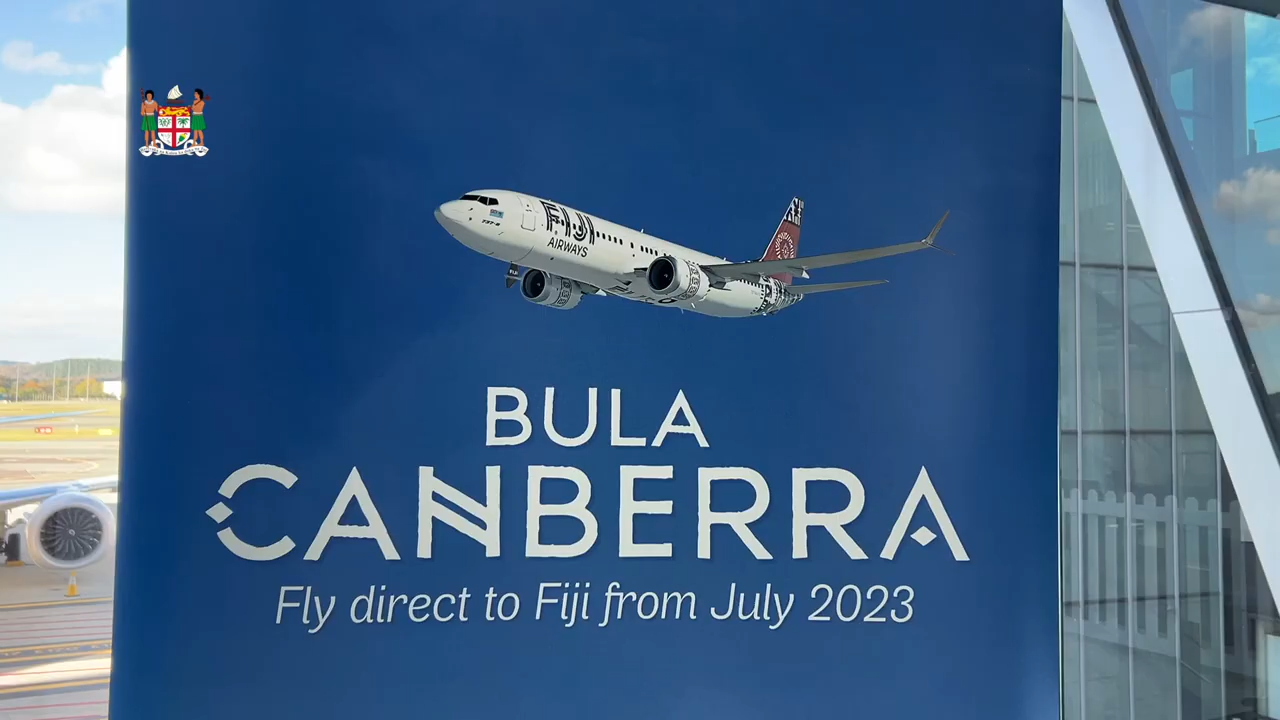 FIJI
AIRWAYS
BULA
CANBERRA
Fly direct to Fiji from July 2023